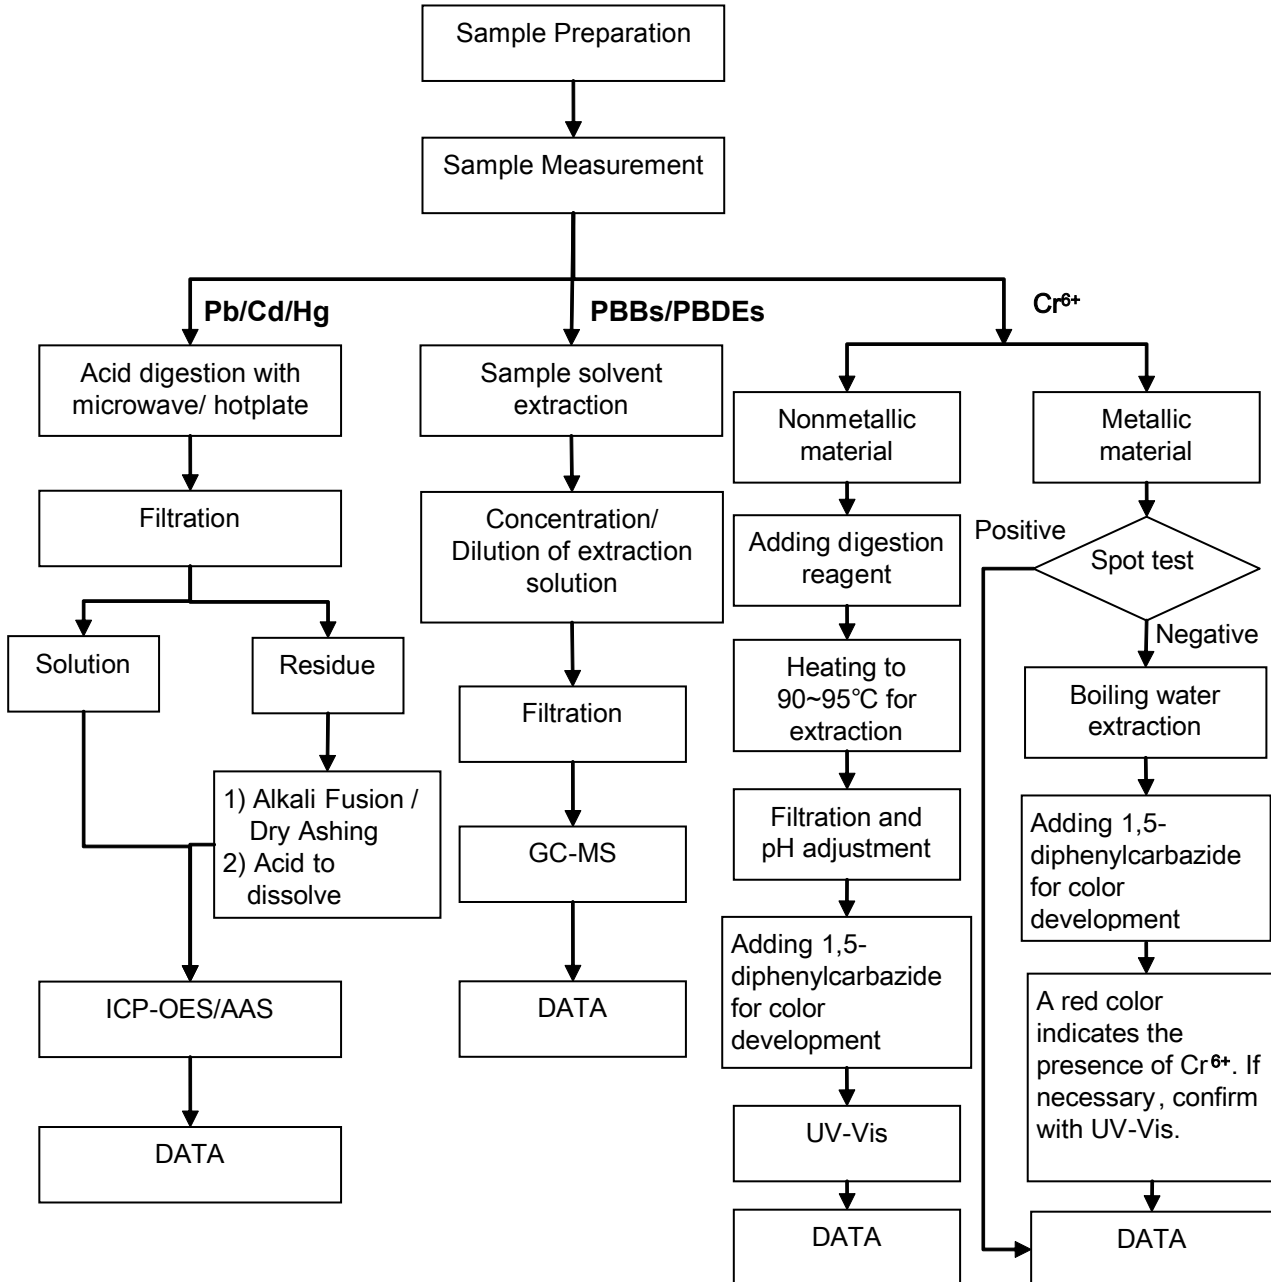 Sample Preparation
Sample Measurement
Pb/Cd/Hg
PBBs/PBDEs
Cr⁶⁺
Acid digestion with
microwave/ hotplate
Filtration
Solution
Residue
1) Alkali Fusion /
Dry Ashing
2) Acid to
dissolve
ICP-OES/AAS
DATA
Sample solvent
extraction
Concentration/
Dilution of extraction
solution
Filtration
GC-MS
DATA
Nonmetallic
material
Adding digestion
reagent
Heating to
90~95℃ for
extraction
Filtration and
pH adjustment
Adding 1,5-
diphenylcarbazide
for color
development
UV-Vis
DATA
Metallic
material
Positive
Spot test
Negative
Boiling water
extraction
Adding 1,5-
diphenylcarbazide
for color
development
A red color
indicates the
presence of Cr⁶⁺. If
necessary, confirm
with UV-Vis.
DATA